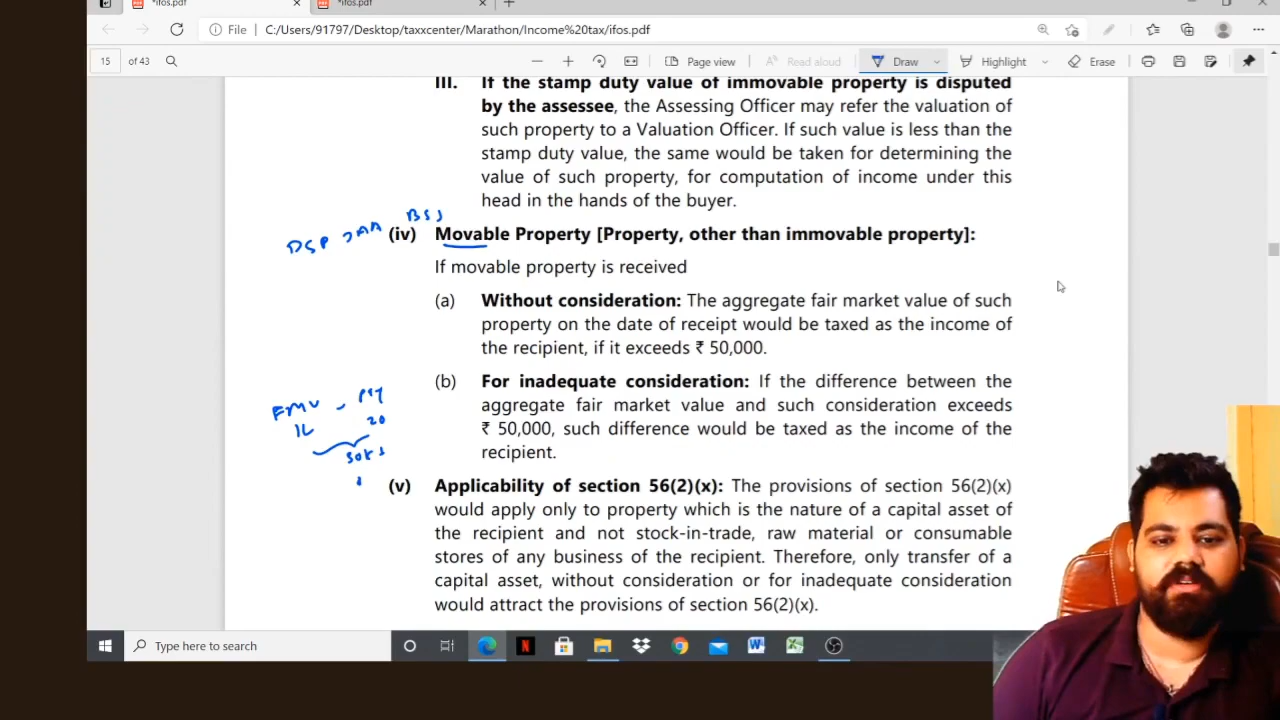 *ifos.pdf
*ifos.pdf
File
C:/Users/91797/Desktop/taxxcenter/Marathon/Income%20tax/ifos.pdf
15 of 43
Page view
Read aloud
Draw
Highlight
Erase
III. If the stamp duty value of immovable property is disputed
by the assessee, the Assessing Officer may refer the valuation of
such property to a Valuation Officer. If such value is less than the
stamp duty value, the same would be taken for determining the
value of such property, for computation of income under this
head in the hands of the buyer.
(iv) Movable Property [Property, other than immovable property]:
If movable property is received
(a) Without consideration: The aggregate fair market value of such
property on the date of receipt would be taxed as the income of
the recipient, if it exceeds ₹ 50,000.
(b) For inadequate consideration: If the difference between the
aggregate fair market value and such consideration exceeds
₹ 50,000, such difference would be taxed as the income of the
recipient.
FMV -
1L 20
(v) Applicability of section 56(2)(x): The provisions of section 56(2)(x)
would apply only to property which is the nature of a capital asset of
the recipient and not stock-in-trade, raw material or consumable
stores of any business of the recipient. Therefore, only transfer of a
capital asset, without consideration or for inadequate consideration
would attract the provisions of section 56(2)(x).
Type here to search